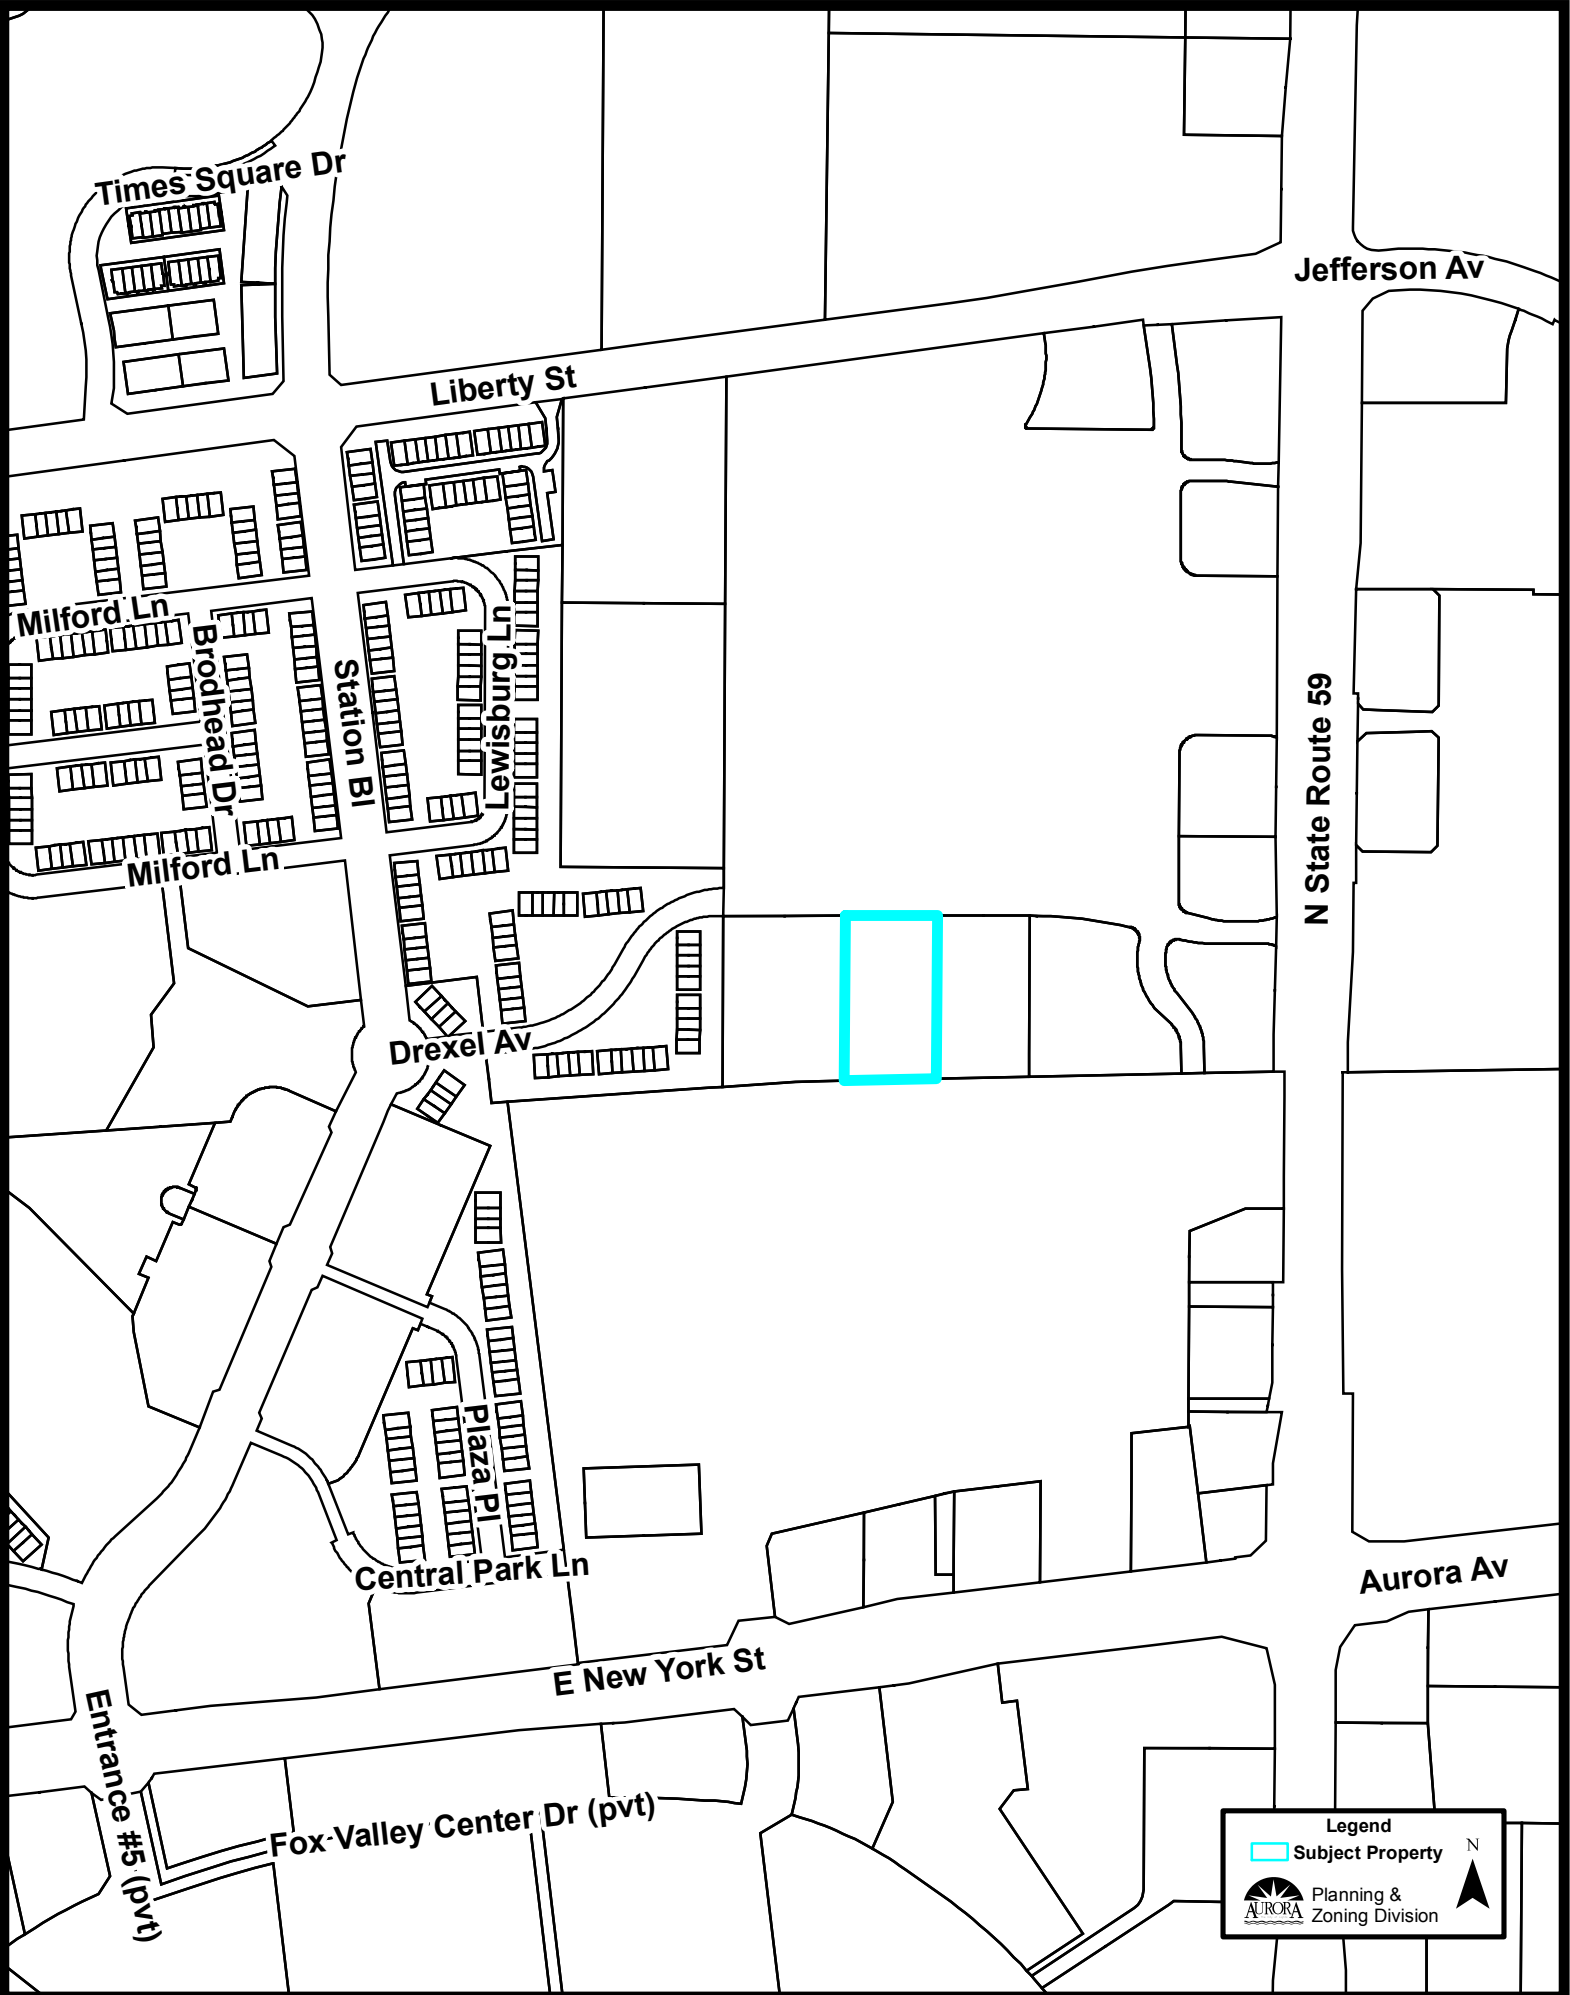 Times Square Dr
Jefferson Av
Liberty St
Milford Ln
Brodhead Dr
Station Bl
Lewisburg Ln
N State Route 59
Milford Ln
Drexel Av
Plaza Pl
Central Park Ln
Aurora Av
E New York St
Entrance #5 (pvt)
Fox Valley Center Dr (pvt)
Legend
Subject Property
N
AURORA
Planning &
Zoning Division